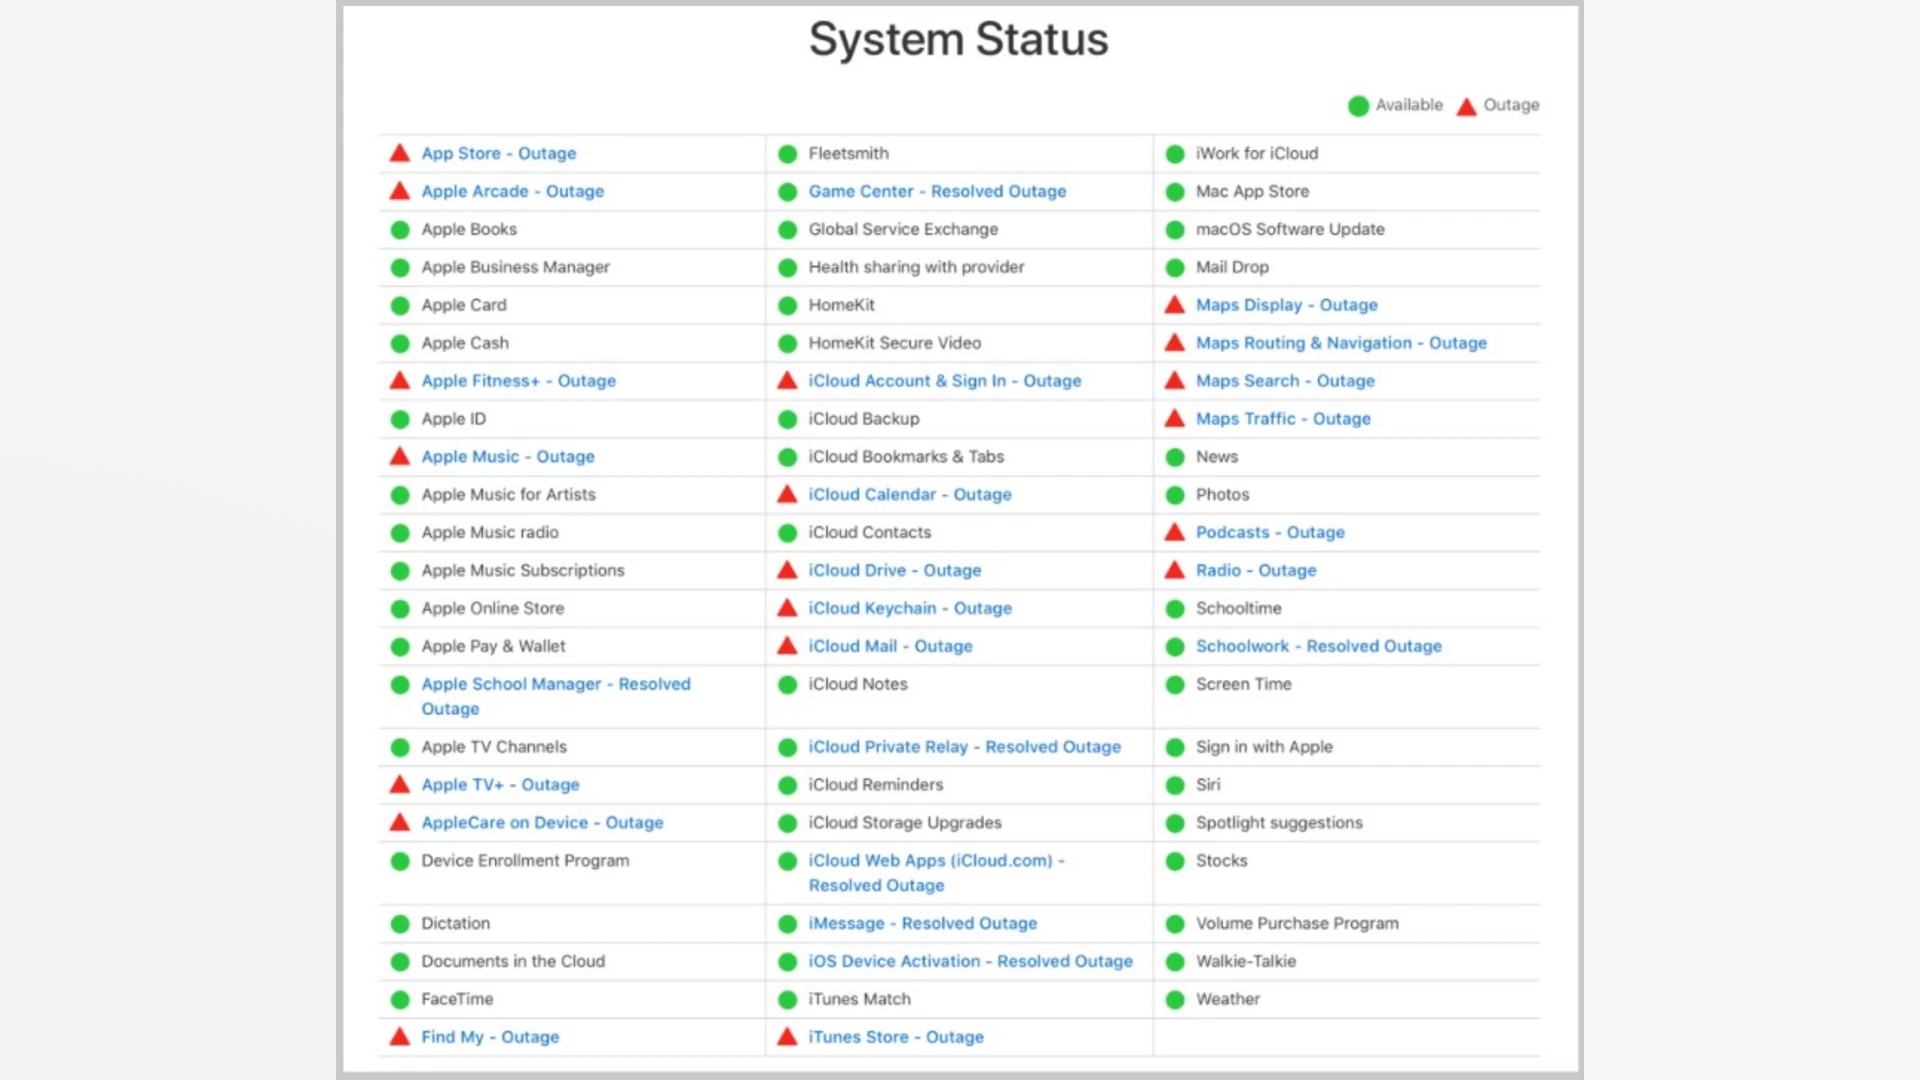 System Status
Available Outage
App Store - Outage
Apple Arcade - Outage
Apple Books
Apple Business Manager
Apple Card
Apple Cash
Apple Fitness+ - Outage
Apple ID
Apple Music - Outage
Apple Music for Artists
Apple Music radio
Apple Music Subscriptions
Apple Online Store
Apple Pay & Wallet
Apple School Manager - Resolved
Outage
Apple TV Channels
Apple TV+ - Outage
AppleCare on Device - Outage
Device Enrollment Program
Dictation
Documents in the Cloud
FaceTime
Find My - Outage
Fleetsmith
Game Center - Resolved Outage
Global Service Exchange
Health sharing with provider
HomeKit
HomeKit Secure Video
iCloud Account & Sign In - Outage
iCloud Backup
iCloud Bookmarks & Tabs
iCloud Calendar - Outage
iCloud Contacts
iCloud Drive - Outage
iCloud Keychain - Outage
iCloud Mail - Outage
iCloud Notes
iCloud Private Relay - Resolved Outage
iCloud Reminders
iCloud Storage Upgrades
iCloud Web Apps (iCloud.com) -
Resolved Outage
iMessage - Resolved Outage
iOS Device Activation - Resolved Outage
iTunes Match
iTunes Store - Outage
iWork for iCloud
Mac App Store
macOS Software Update
Mail Drop
Maps Display - Outage
Maps Routing & Navigation - Outage
Maps Search - Outage
Maps Traffic - Outage
News
Photos
Podcasts - Outage
Radio - Outage
Schooltime
Schoolwork - Resolved Outage
Screen Time
Sign in with Apple
Siri
Spotlight suggestions
Stocks
Volume Purchase Program
Walkie-Talkie
Weather